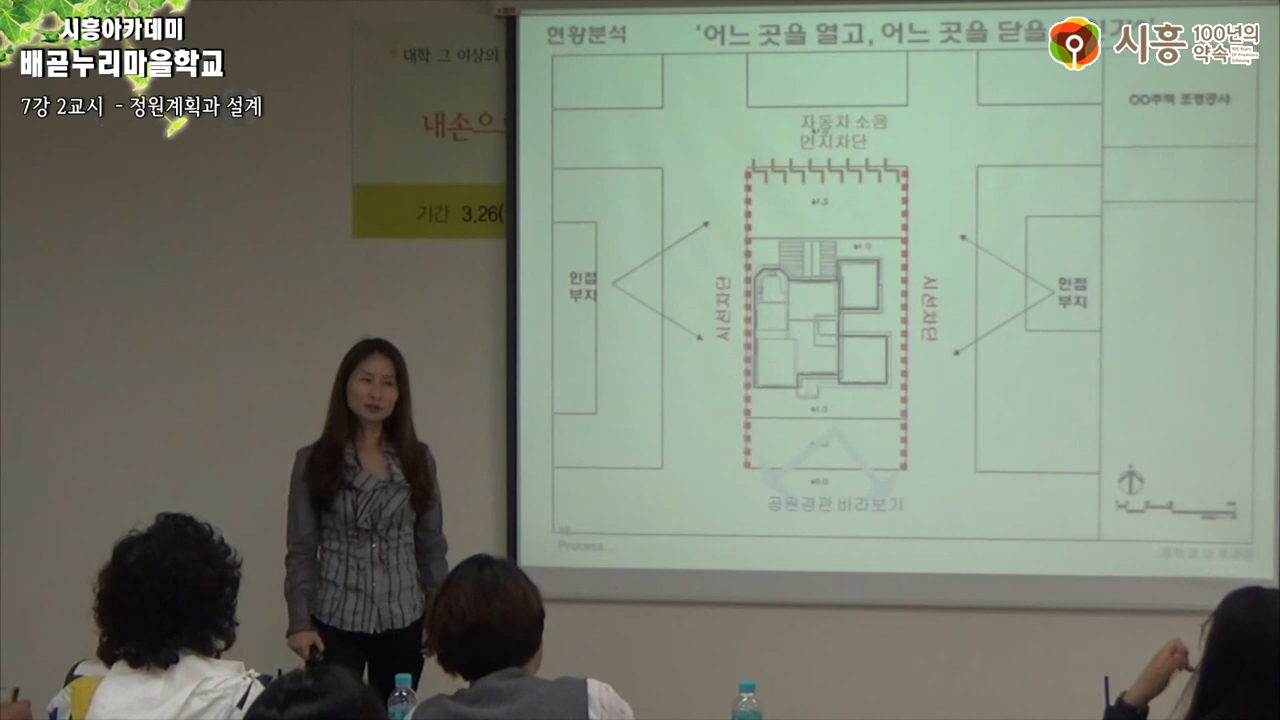 시흥아카데미
배곧누리마을학교
7강 2교시 - 정원계획과 설계
대학 그 이상의
내손으로
기간 3.26(
현황분석
'어느 곳을 열고, 어느 곳을 닫을
시흥 100년의 약속
OO주택 조경공사
자동차 소음
먼지차단
인접
부지
시선차단
시선차단
인접
부지
공원경관 바라보기
Process...